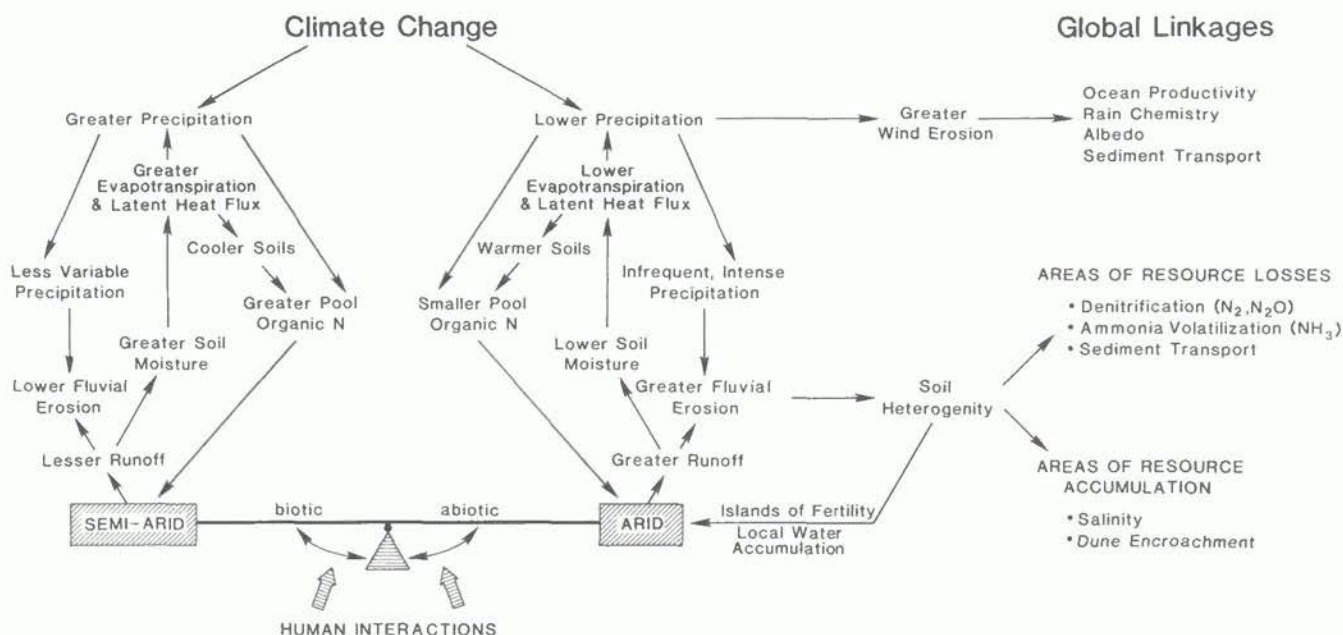 Climate Change
Global Linkages
Greater Precipitation
Lower Precipitation
Greater
Wind Erosion
Ocean Productivity
Rain Chemistry
Albedo
Sediment Transport
Greater
Evapotranspiration
& Latent Heat Flux
Lower
Evapotranspiration
& Latent Heat Flux
Cooler Soils
Warmer Soils
Less Variable
Precipitation
Greater Pool
Organic N
Smaller Pool
Organic N
Infrequent, Intense
Precipitation
AREAS OF RESOURCE LOSSES
• Denitrification (N₂,N₂O)
• Ammonia Volatilization (NH₃)
• Sediment Transport
Greater Soil
Moisture
Lower Soil
Moisture
Lower Fluvial
Erosion
Greater Fluvial
Erosion
Soil
Heterogenity
Lesser Runoff
Greater Runoff
AREAS OF RESOURCE
ACCUMULATION
• Salinity
• Dune Encroachment
SEMI-ARID
biotic
abiotic
ARID
Islands of Fertility
Local Water
Accumulation
HUMAN INTERACTIONS